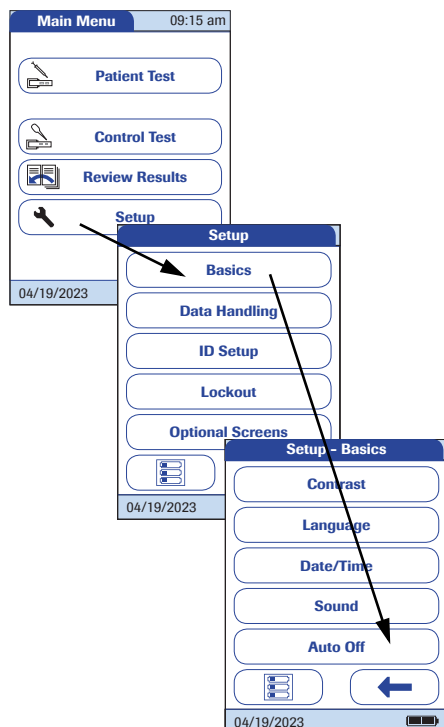 Main Menu 09:15 am
Patient Test
Control Test
Review Results
Setup
04/19/2023
Setup
Basics
Data Handling
ID Setup
Lockout
Optional Screens
04/19/2023
Setup - Basics
Contrast
Language
Date/Time
Sound
Auto Off
04/19/2023